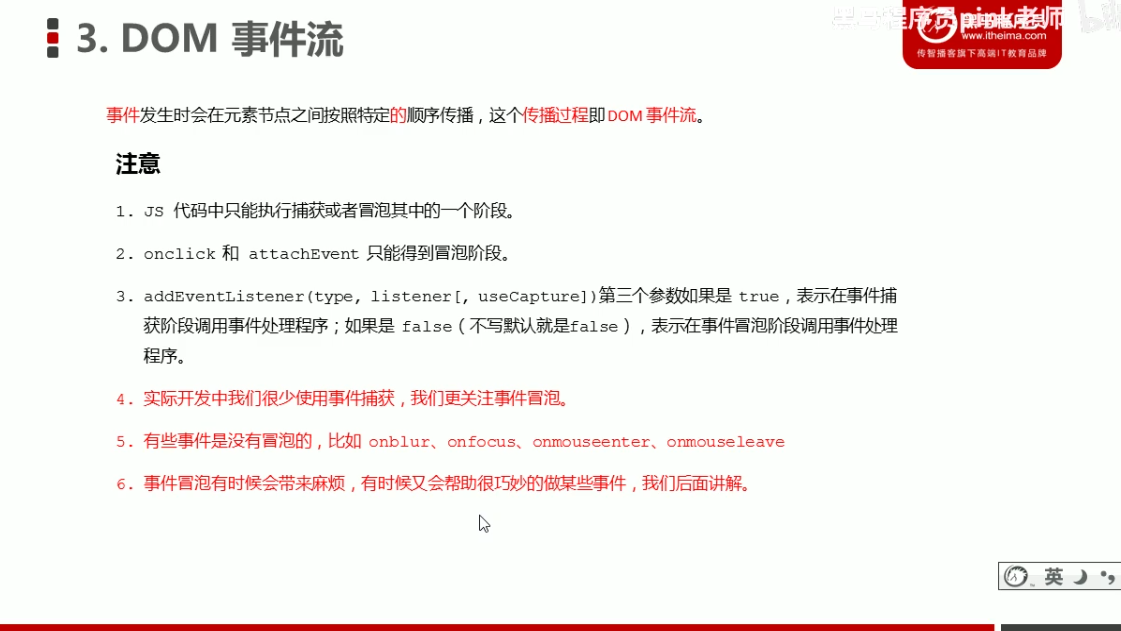 3. DOM 事件流
黑马程序员pink老师
www.itheima.com
传智播客旗下高端IT教育品牌
事件发生时会在元素节点之间按照特定的顺序传播，这个传播过程即DOM 事件流。
注意
1. JS 代码中只能执行捕获或者冒泡其中的一个阶段。
2. onclick 和 attachEvent 只能得到冒泡阶段。
3. addEventListener(type, listener[, useCapture])第三个参数如果是 true，表示在事件捕
获阶段调用事件处理程序；如果是 false（不写默认就是false），表示在事件冒泡阶段调用事件处理
程序。
4. 实际开发中我们很少使用事件捕获，我们更关注事件冒泡。
5. 有些事件是没有冒泡的，比如 onblur、onfocus、onmouseenter、onmouseleave
6. 事件冒泡有时候会带来麻烦，有时候又会帮助很巧妙的做某些事件，我们后面讲解。
英